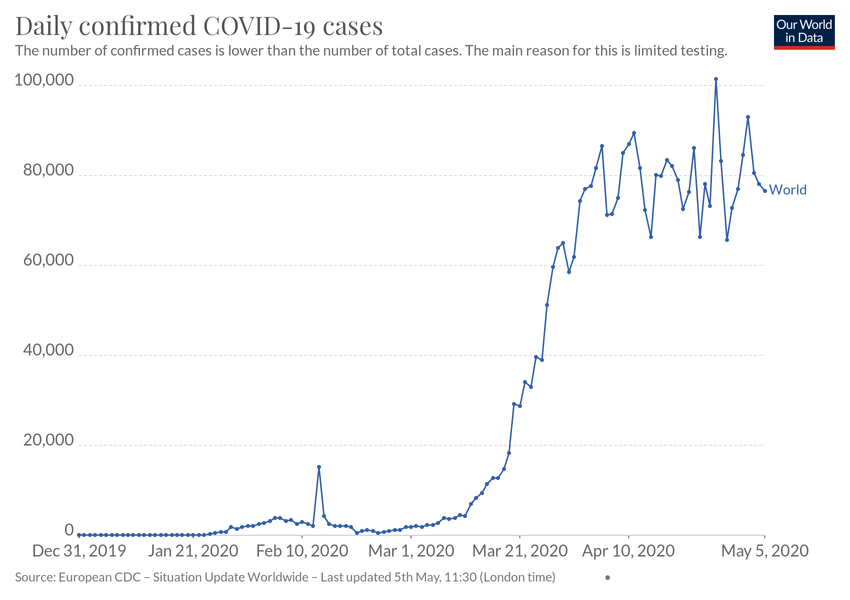 Daily confirmed COVID-19 cases
Our World
in Data
The number of confirmed cases is lower than the number of total cases. The main reason for this is limited testing.
100,000
80,000
World
60,000
40,000
20,000
0
Dec 31, 2019 Jan 21, 2020 Feb 10, 2020 Mar 1, 2020 Mar 21, 2020 Apr 10, 2020 May 5, 2020
Source: European CDC – Situation Update Worldwide – Last updated 5th May, 11:30 (London time) •